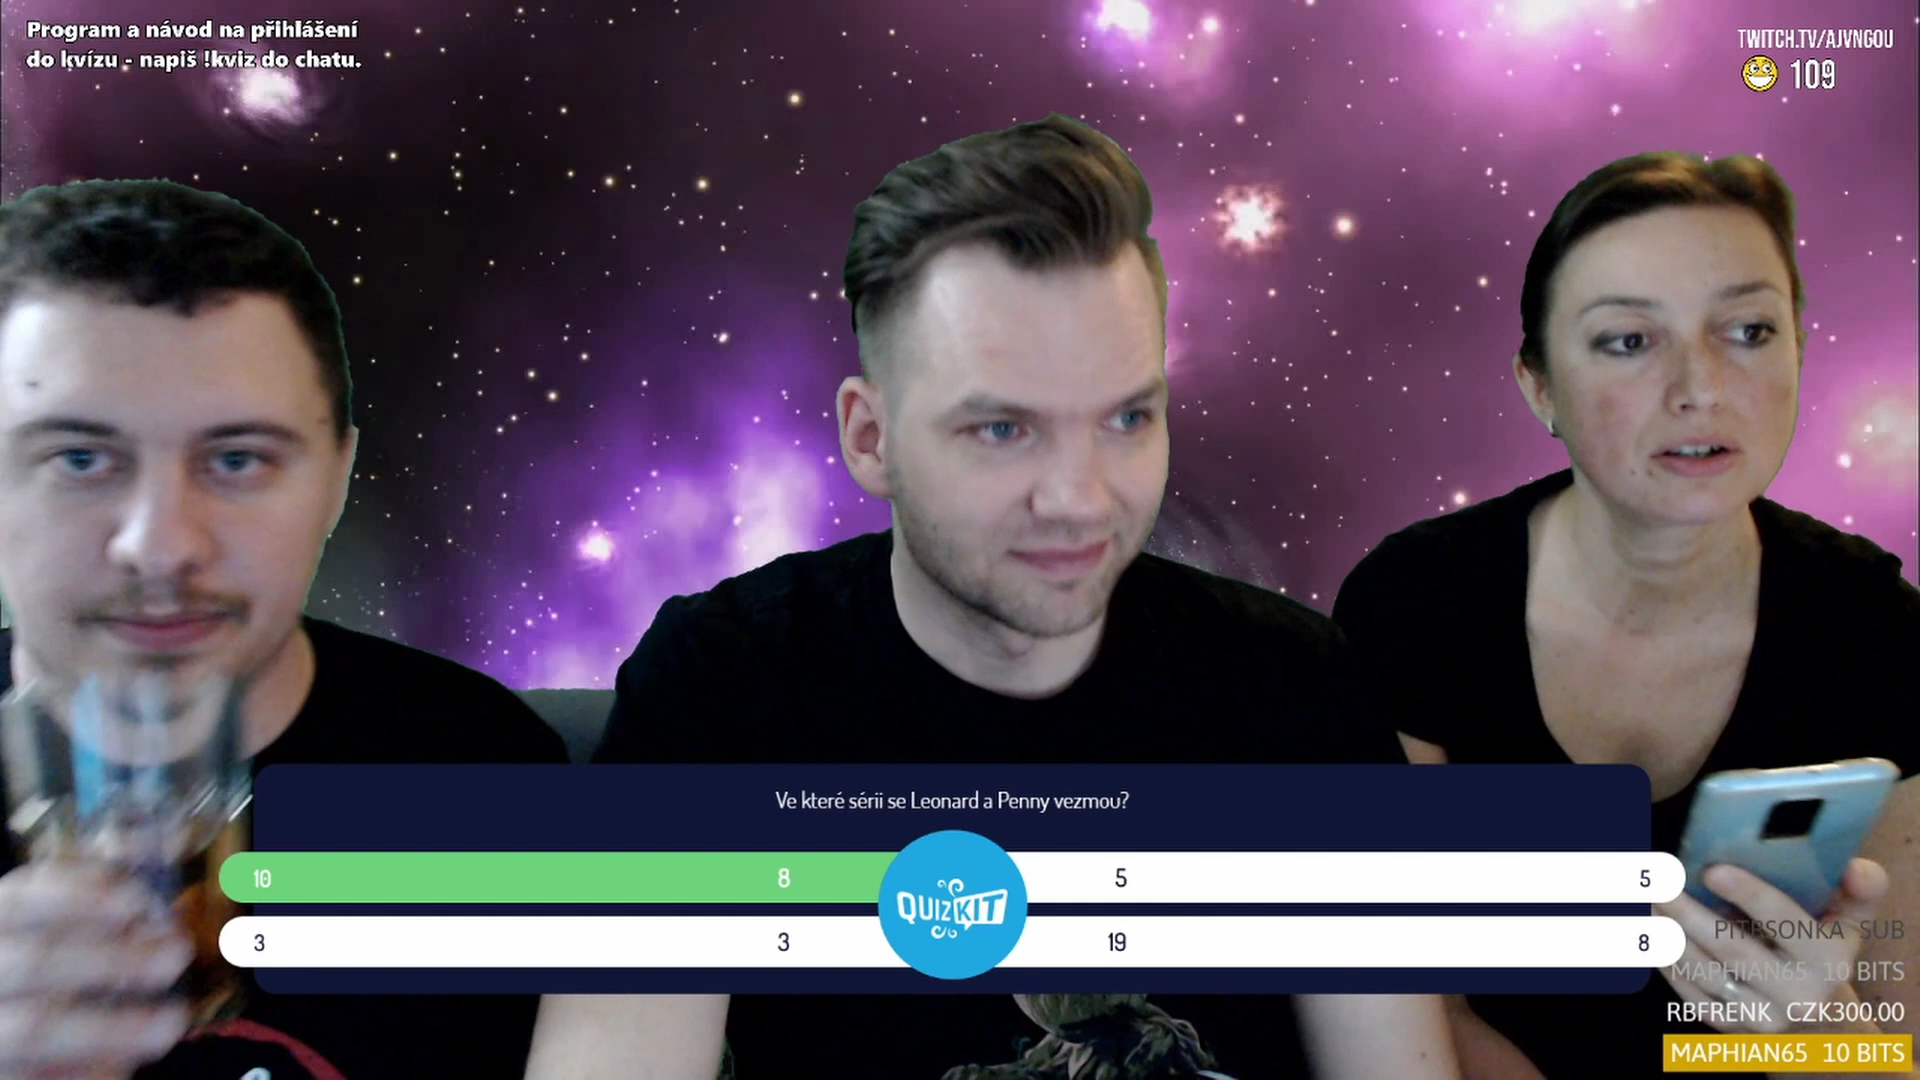 Program a návod na přihlášení
do kvízu - napiš !kviz do chatu.
TWITCH.TV/AJVNGOU
109
Ve které sérii se Leonard a Penny vezmou?
10 8 5 5
QUIZKIT
3 3 19 8
PITRSONKA SUB
MAPHIAN65 10 BITS
RBFRENK CZK300.00
MAPHIAN65 10 BITS